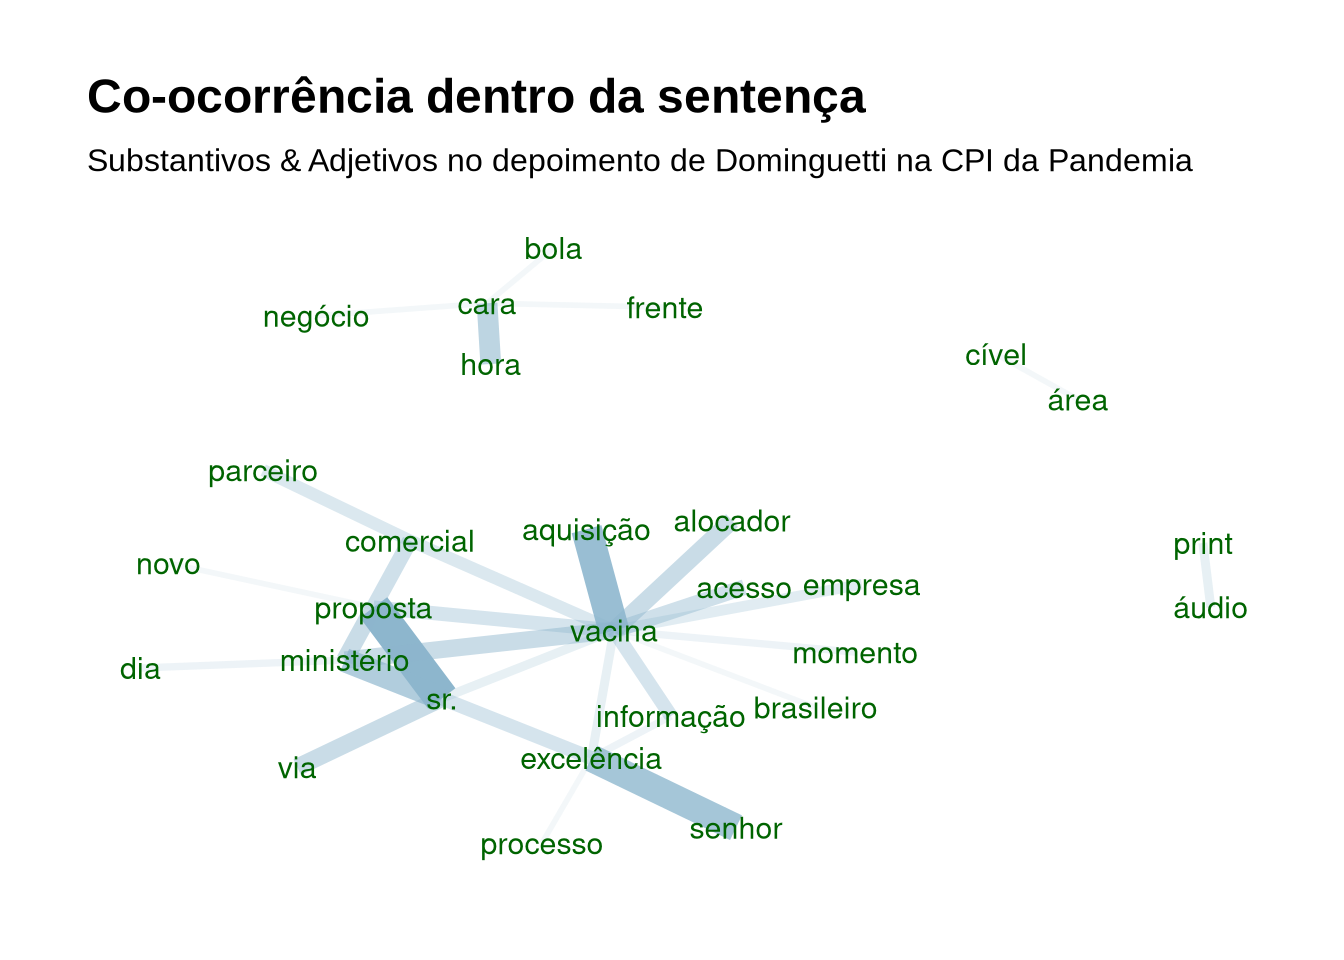 Co-ocorrência dentro da sentença
Substantivos & Adjetivos no depoimento de Dominguetti na CPI da Pandemia
bola
cara
negócio
frente
hora
cível
área
parceiro
alocador
aquisição
comercial
print
novo
acesso
empresa
proposta
áudio
vacina
momento
ministério
dia
sr.
brasileiro
informação
excelência
via
senhor
processo